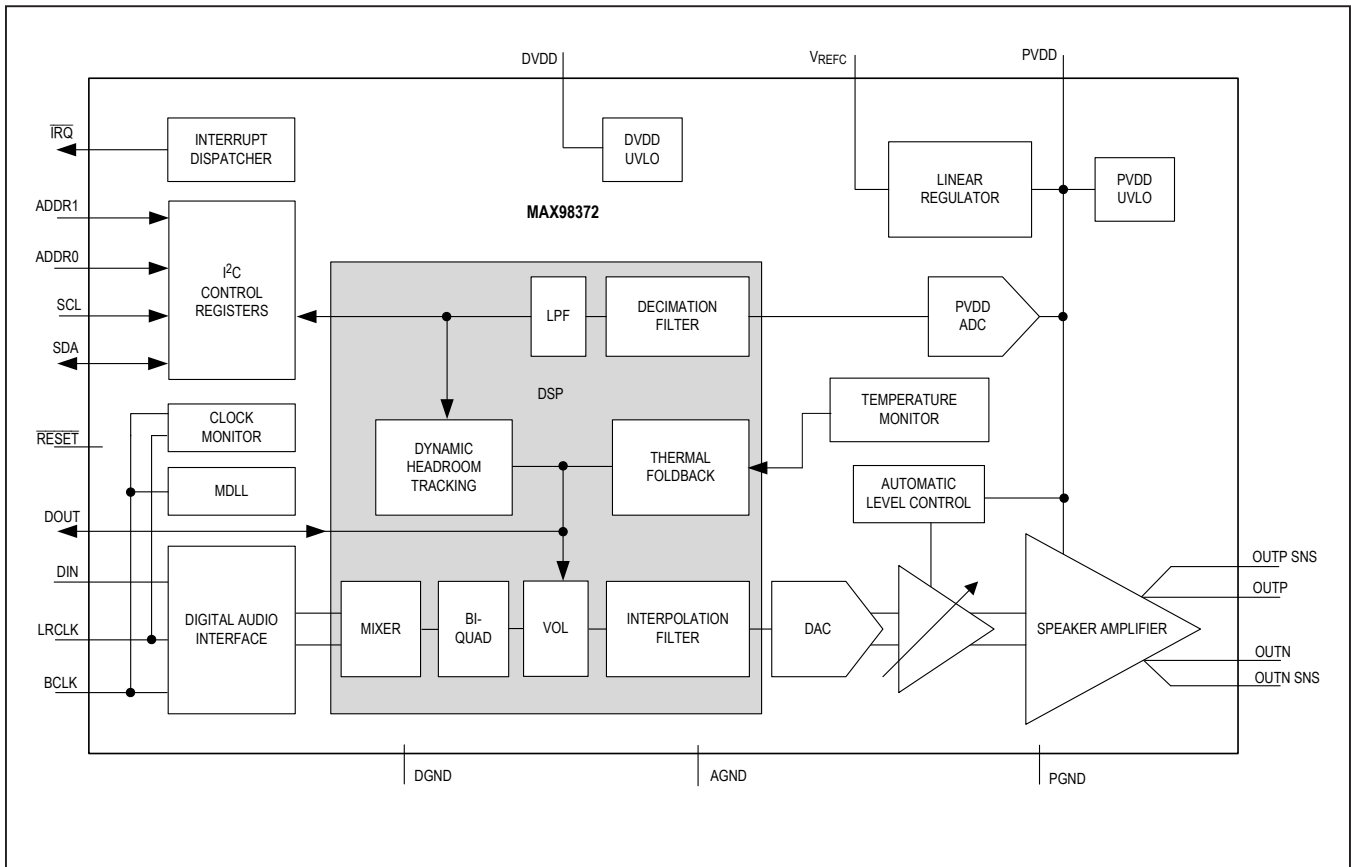 DVDD
VREFC
PVDD
IRQ
INTERRUPT
DISPATCHER
DVDD
UVLO
LINEAR
REGULATOR
PVDD
UVLO
MAX98372
ADDR1
ADDR0
SCL
SDA
I2C
CONTROL
REGISTERS
LPF
DECIMATION
FILTER
PVDD
ADC
DSP
TEMPERATURE
MONITOR
CLOCK
MONITOR
RESET
DYNAMIC
HEADROOM
TRACKING
THERMAL
FOLDBACK
MDLL
AUTOMATIC
LEVEL CONTROL
DOUT
DIN
LRCLK
BCLK
DIGITAL AUDIO
INTERFACE
MIXER
BI-
QUAD
VOL
INTERPOLATION
FILTER
DAC
SPEAKER AMPLIFIER
OUTP SNS
OUTP
OUTN
OUTN SNS
DGND
AGND
PGND